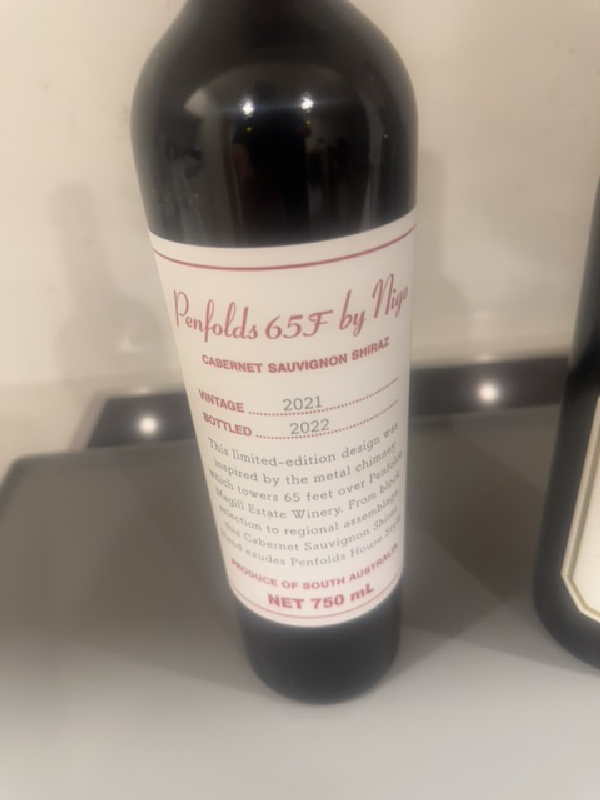 Penfolds 65F by Nigo
CABERNET SAUVIGNON SHIRAZ
VINTAGE 2021
BOTTLED 2022
This limited-edition design was
inspired by the metal chimney
which towers 65 feet over Penfolds
Magill Estate Winery. From block
selection to regional assemblage
this Cabernet Sauvignon Shiraz
blend exudes Penfolds House Style
PRODUCE OF SOUTH AUSTRALIA
NET 750 mL